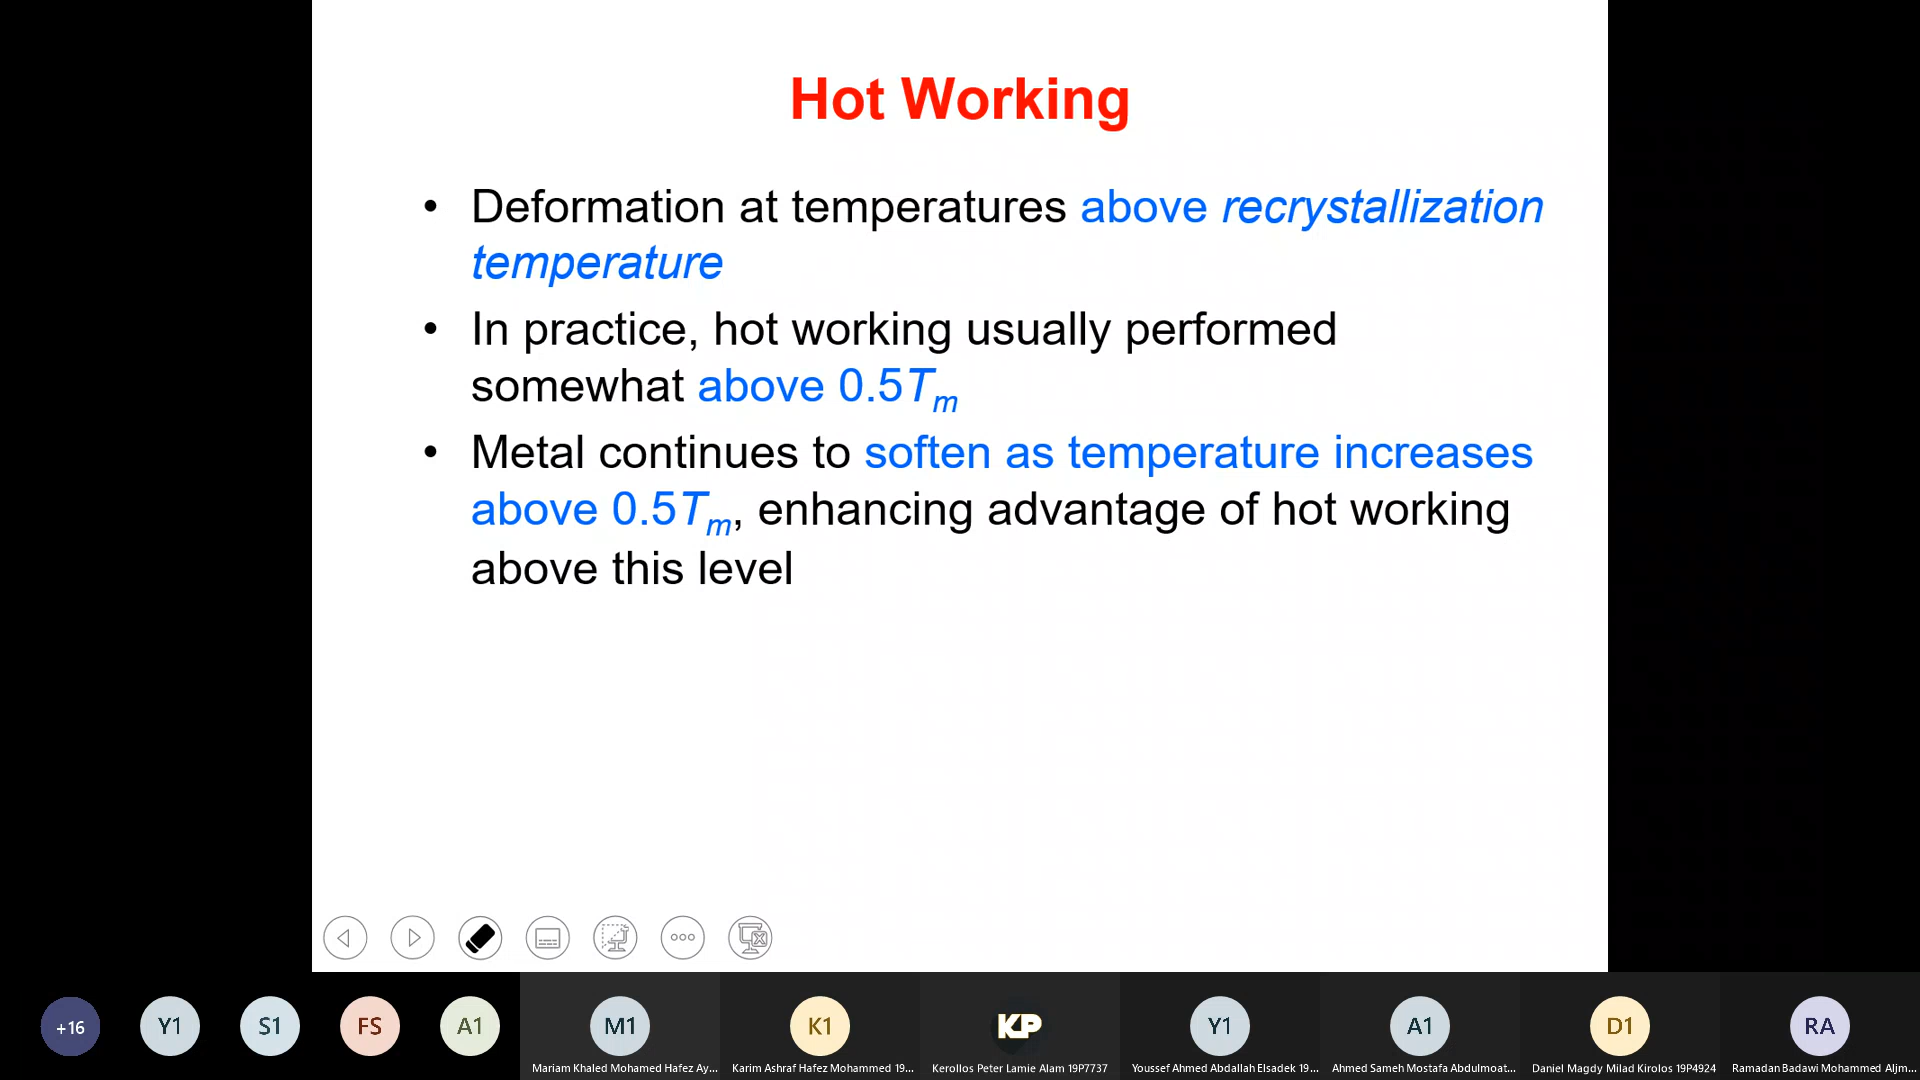 Hot Working
• Deformation at temperatures above recrystallization
temperature
• In practice, hot working usually performed
somewhat above 0.5Tm
• Metal continues to soften as temperature increases
above 0.5Tm, enhancing advantage of hot working
above this level
+16
Y1
S1
FS
A1
M1
K1
KP
Y1
A1
D1
RA
Mariam Khaled Mohamed Hafez Ay...
Karim Ashraf Hafez Mohammed 19...
Kerollos Peter Lamie Alam 19P7737
Youssef Ahmed Abdallah Elsadek 19...
Ahmed Sameh Mostafa Abdulmoat...
Daniel Magdy Milad Kirolos 19P4924
Ramadan Badawi Mohammed Aljm...